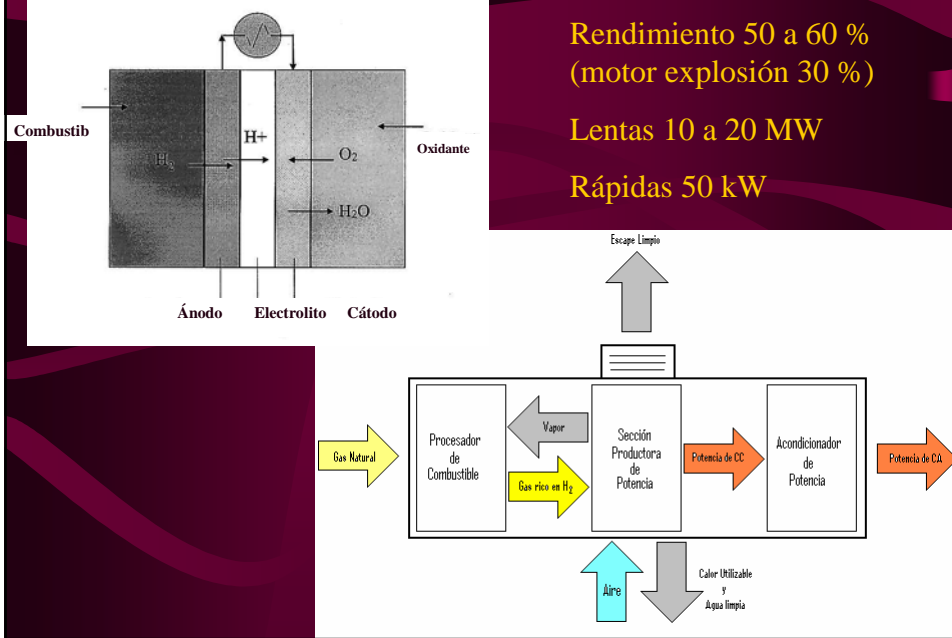 Rendimiento 50 a 60 %
(motor explosión 30 %)
Lentas 10 a 20 MW
Rápidas 50 kW
Combustib
H2
H+
O2
H2O
Oxidante
Ánodo
Electrolito
Cátodo
Escape Limpio
Gas Natural
Procesador
de
Combustible
Vapor
Gas rico en H2
Sección
Productora
de
Potencia
Potencia de CC
Acondicionador
de
Potencia
Potencia de CA
Aire
Calor Utilizable
y
Agua limpia